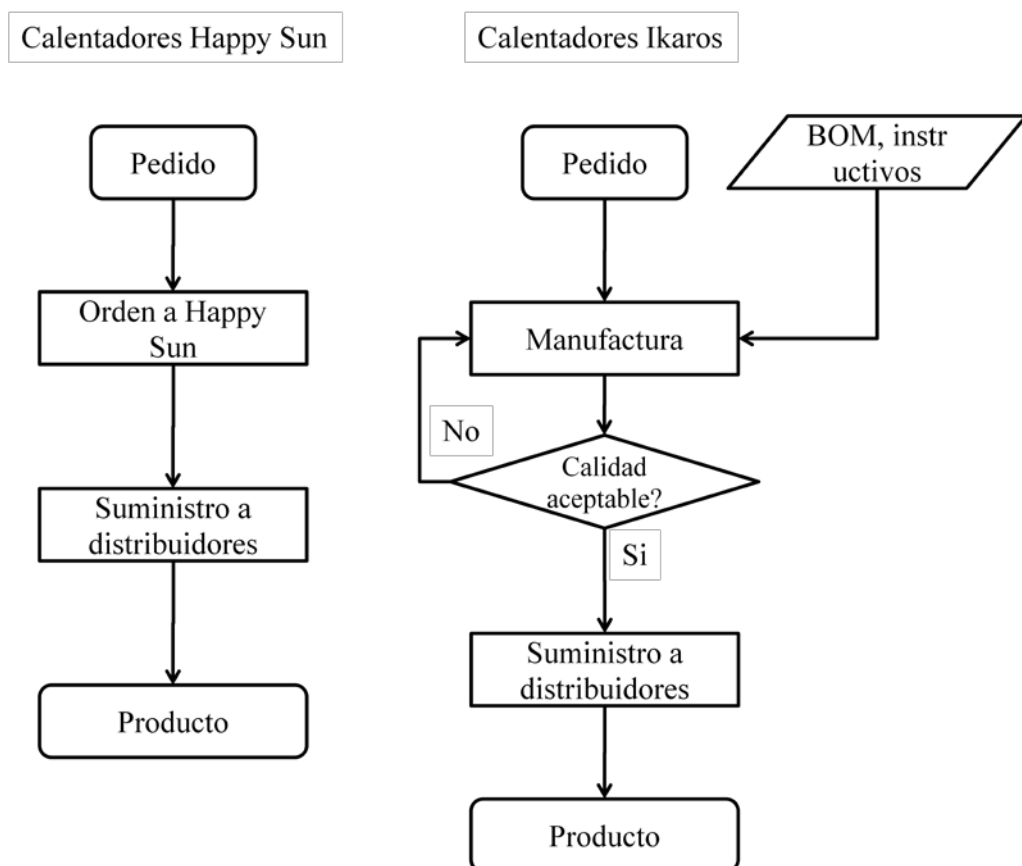 Calentadores Happy Sun
Pedido
Orden a Happy
Sun
Suministro a
distribuidores
Producto
Calentadores Ikaros
Pedido
BOM, instr
uctivos
Manufactura
No
Calidad
aceptable?
Si
Suministro a
distribuidores
Producto